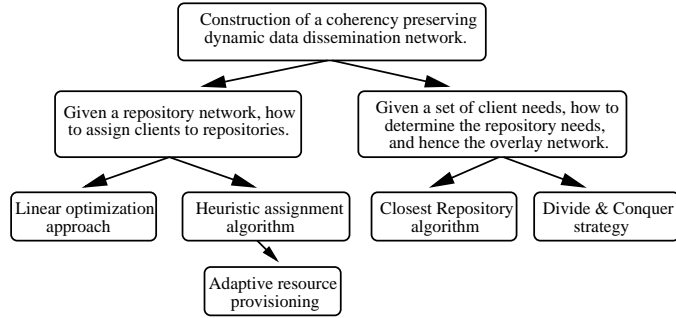 Construction of a coherency preserving
dynamic data dissemination network.
Given a repository network, how
to assign clients to repositories.
Given a set of client needs, how to
determine the repository needs,
and hence the overlay network.
Linear optimization
approach
Heuristic assignment
algorithm
Closest Repository
algorithm
Divide & Conquer
strategy
Adaptive resource
provisioning